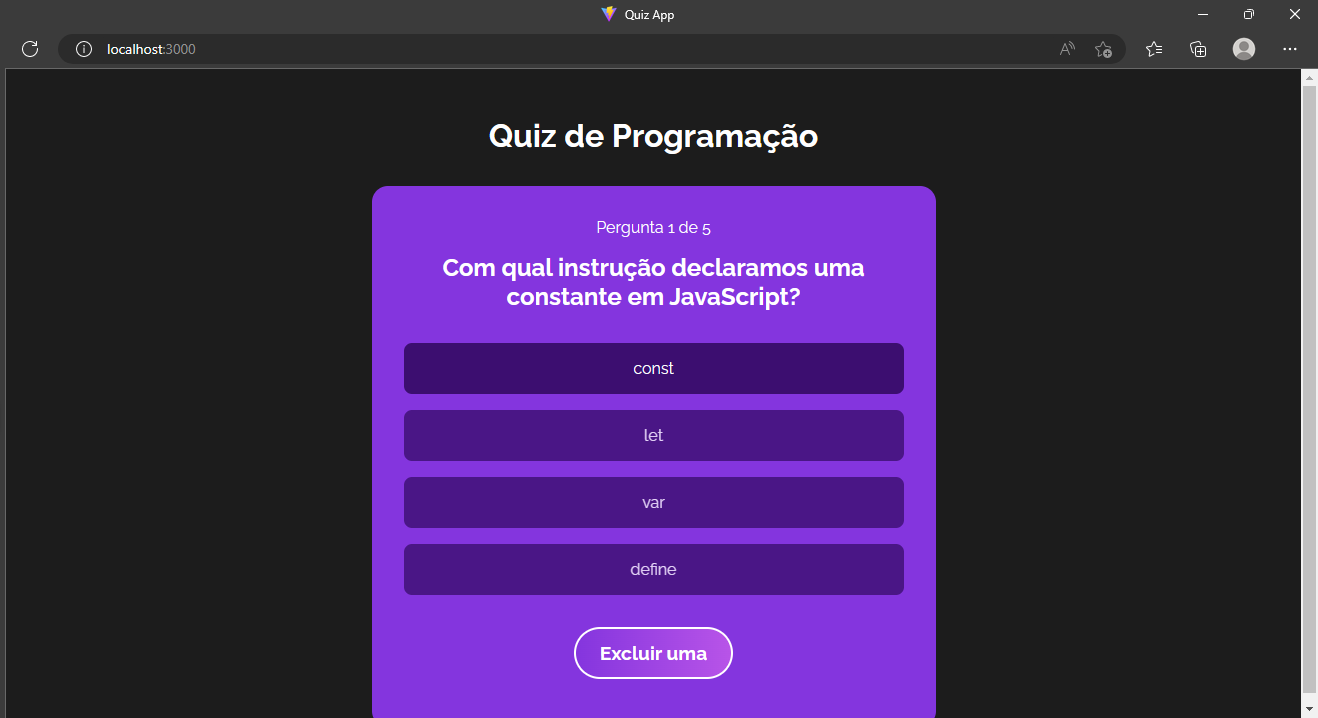 Quiz App
localhost:3000
Quiz de Programação
Pergunta 1 de 5
Com qual instrução declaramos uma
constante em JavaScript?
const
let
var
define
Excluir uma